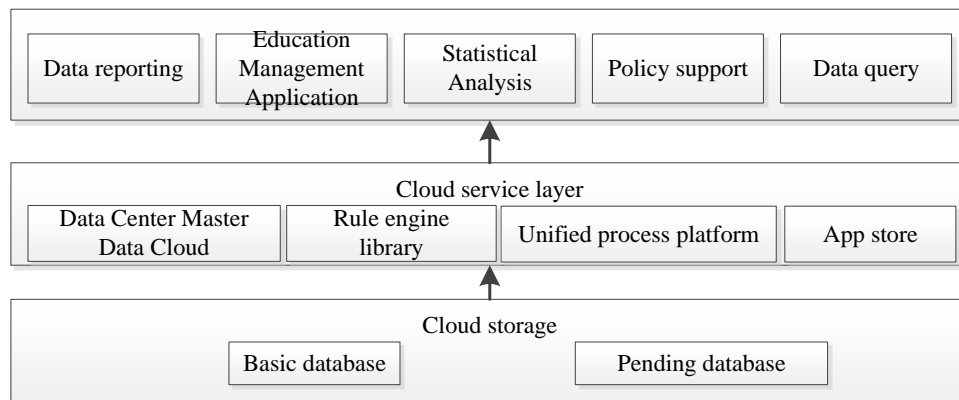 Data reporting
Education
Management
Application
Statistical
Analysis
Policy support
Data query
Cloud service layer
Data Center Master
Data Cloud
Rule engine
library
Unified process platform
App store
Cloud storage
Basic database
Pending database